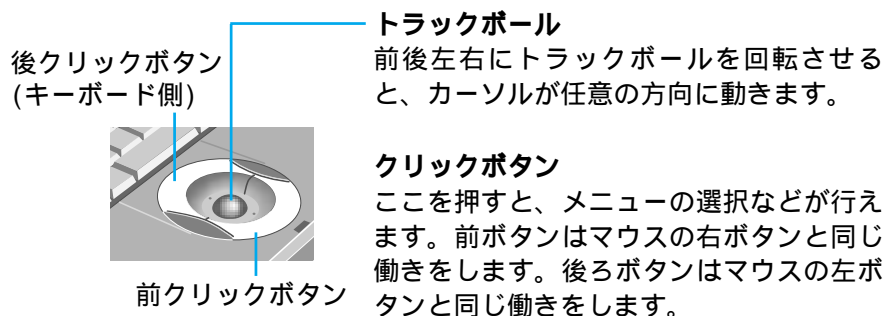 後クリックボタン
(キーボード側)
前クリックボタン
トラックボール
前後左右にトラックボールを回転させる
と、カーソルが任意の方向に動きます。
クリックボタン
ここを押すと、メニューの選択などが行え
ます。前ボタンはマウスの右ボタンと同じ
働きをします。後ろボタンはマウスの左ボ
タンと同じ働きをします。